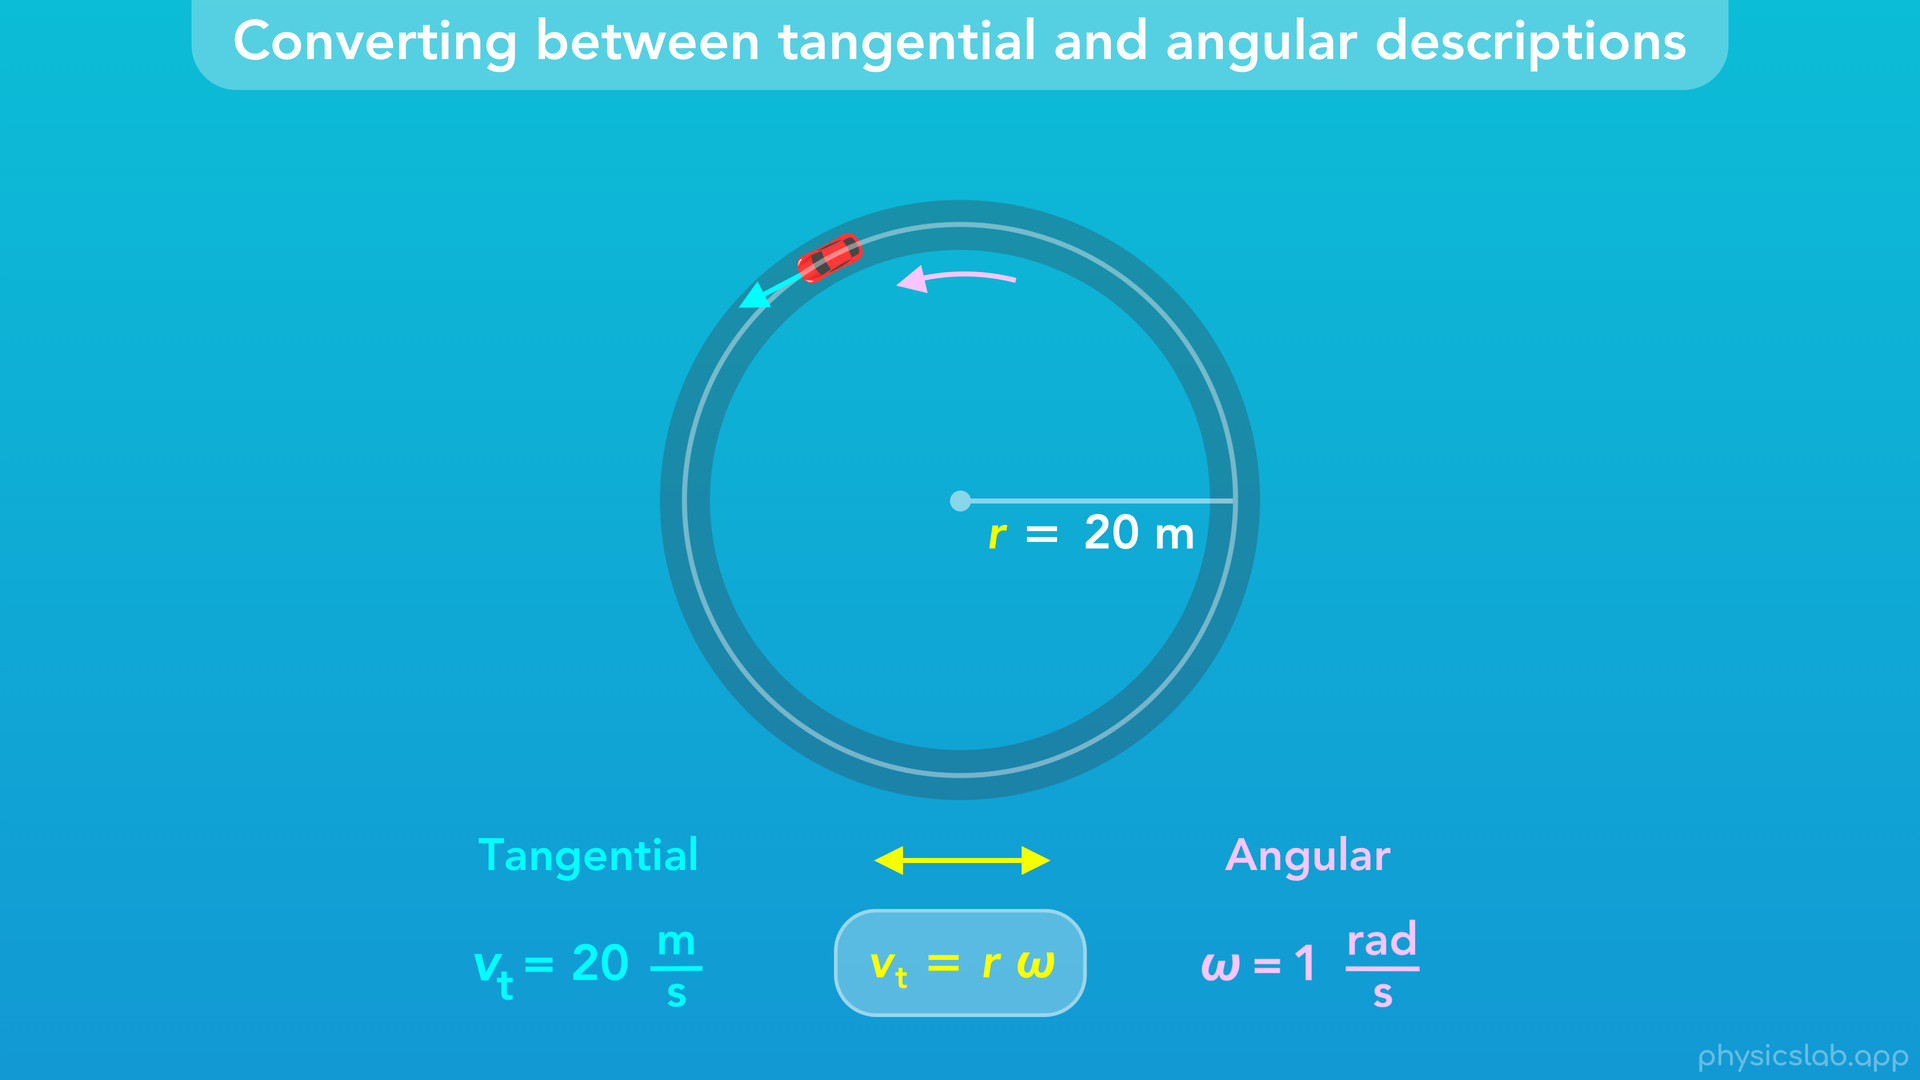 Converting between tangential and angular descriptions
r = 20 m
Tangential
Angular
vt = 20 m/s
vt = r ω
ω = 1 rad/s
physicslab.app